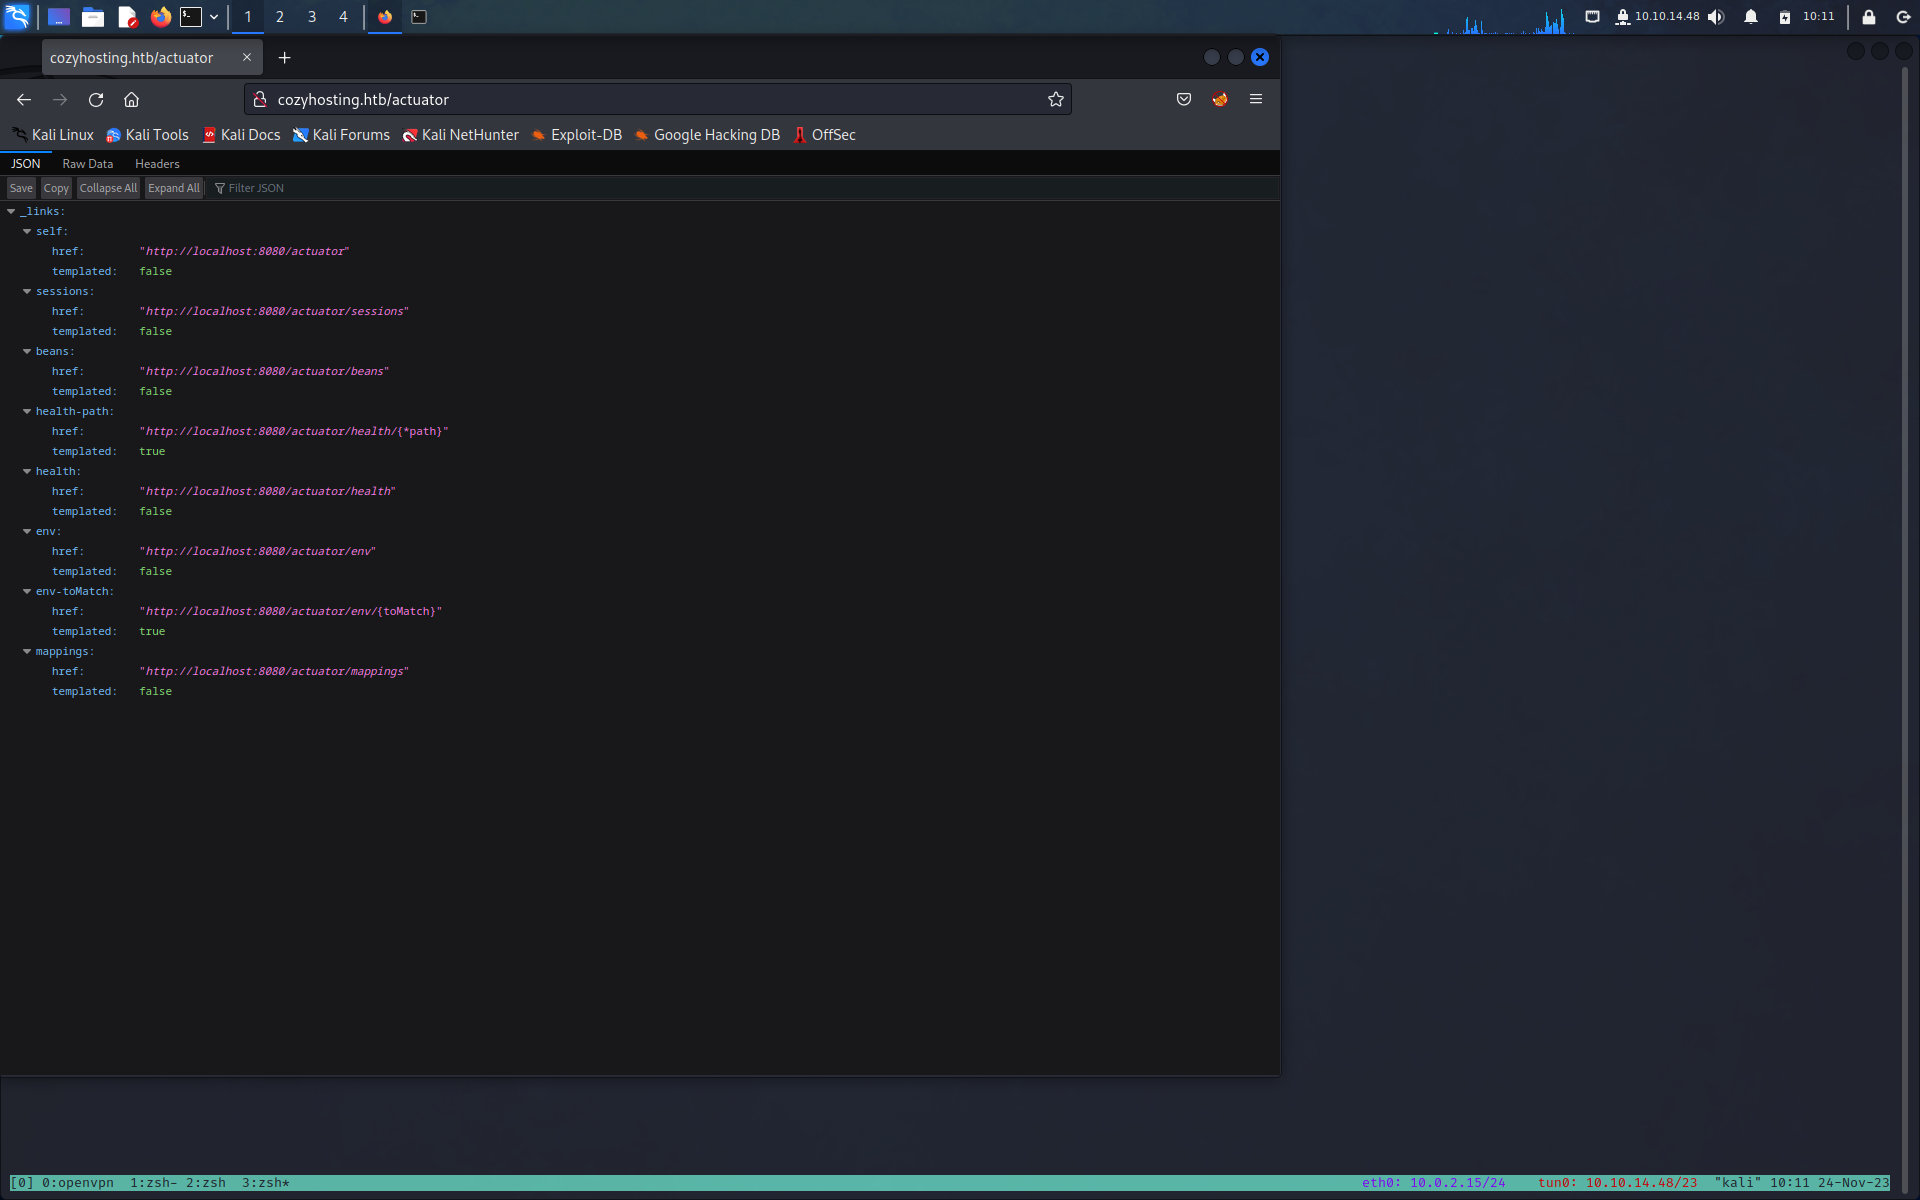 1 2 3 4 10.10.14.48 10:11
cozyhosting.htb/actuator
cozyhosting.htb/actuator
Kali Linux Kali Tools Kali Docs Kali Forums Kali NetHunter Exploit-DB Google Hacking DB OffSec
JSON Raw Data Headers
Save Copy Collapse All Expand All Filter JSON
_links:
self:
href: "http://localhost:8080/actuator"
templated: false
sessions:
href: "http://localhost:8080/actuator/sessions"
templated: false
beans:
href: "http://localhost:8080/actuator/beans"
templated: false
health-path:
href: "http://localhost:8080/actuator/health/{*path}"
templated: true
health:
href: "http://localhost:8080/actuator/health"
templated: false
env:
href: "http://localhost:8080/actuator/env"
templated: false
env-toMatch:
href: "http://localhost:8080/actuator/env/{toMatch}"
templated: true
mappings:
href: "http://localhost:8080/actuator/mappings"
templated: false
[0] 0:openvpn 1:zsh- 2:zsh 3:zsh* eth0: 10.0.2.15/24 tun0: 10.10.14.48/23 "kali" 10:11 24-Nov-23